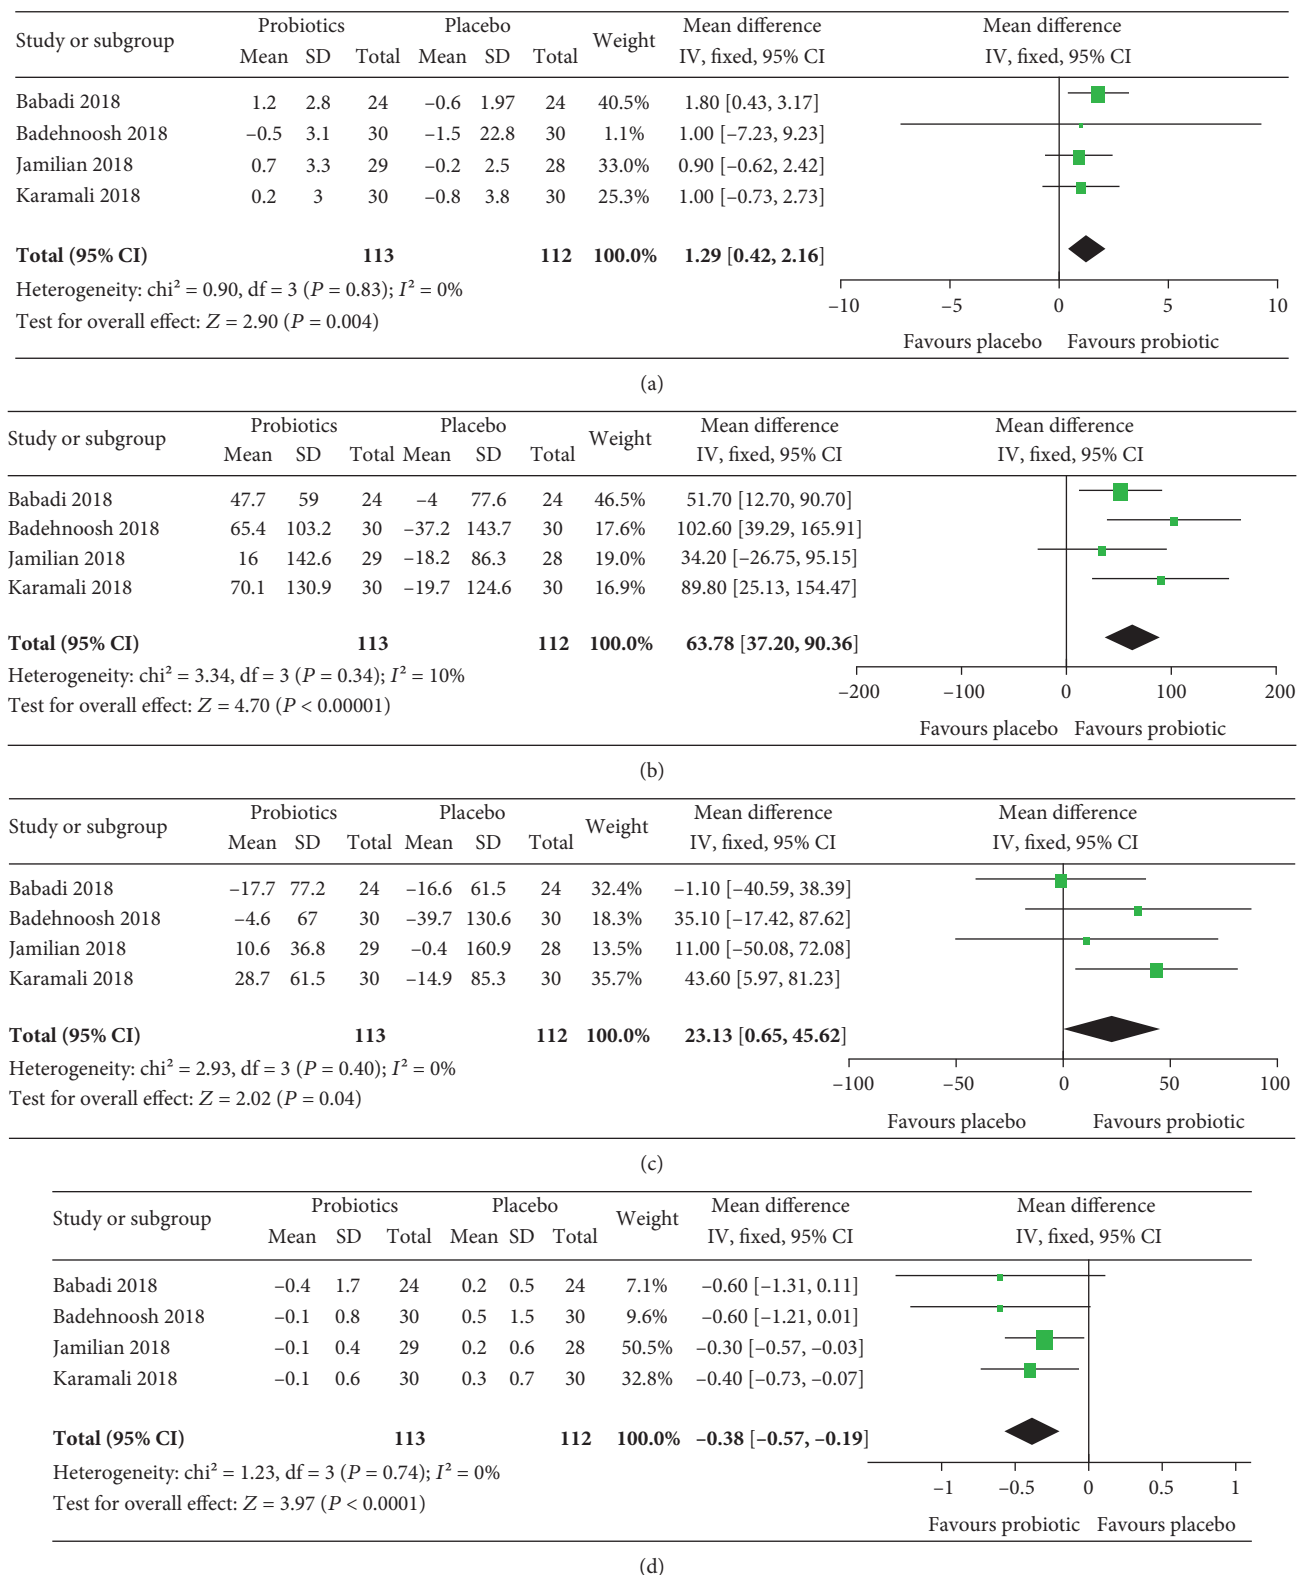 Study or subgroup Probiotics Placebo Weight Mean difference Mean difference
Mean SD Total Mean SD Total IV, fixed, 95% CI IV, fixed, 95% CI
Babadi 2018 1.2 2.8 24 –0.6 1.97 24 40.5% 1.80 [0.43, 3.17]
Badehnoosh 2018 –0.5 3.1 30 –1.5 22.8 30 1.1% 1.00 [–7.23, 9.23]
Jamilian 2018 0.7 3.3 29 –0.2 2.5 28 33.0% 0.90 [–0.62, 2.42]
Karamali 2018 0.2 3 30 –0.8 3.8 30 25.3% 1.00 [–0.73, 2.73]
Total (95% CI) 113 112 100.0% 1.29 [0.42, 2.16]
Heterogeneity: chi² = 0.90, df = 3 (P = 0.83); I² = 0%
–10 –5 0 5 10
Test for overall effect: Z = 2.90 (P = 0.004)
Favours placebo Favours probiotic
(a)
Study or subgroup Probiotics Placebo Weight Mean difference Mean difference
Mean SD Total Mean SD Total IV, fixed, 95% CI IV, fixed, 95% CI
Babadi 2018 47.7 59 24 –4 77.6 24 46.5% 51.70 [12.70, 90.70]
Badehnoosh 2018 65.4 103.2 30 –37.2 143.7 30 17.6% 102.60 [39.29, 165.91]
Jamilian 2018 16 142.6 29 –18.2 86.3 28 19.0% 34.20 [–26.75, 95.15]
Karamali 2018 70.1 130.9 30 –19.7 124.6 30 16.9% 89.80 [25.13, 154.47]
Total (95% CI) 113 112 100.0% 63.78 [37.20, 90.36]
Heterogeneity: chi² = 3.34, df = 3 (P = 0.34); I² = 10%
–200 –100 0 100 200
Test for overall effect: Z = 4.70 (P < 0.00001)
Favours placebo Favours probiotic
(b)
Study or subgroup Probiotics Placebo Weight Mean difference Mean difference
Mean SD Total Mean SD Total IV, fixed, 95% CI IV, fixed, 95% CI
Babadi 2018 –17.7 77.2 24 –16.6 61.5 24 32.4% –1.10 [–40.59, 38.39]
Badehnoosh 2018 –4.6 67 30 –39.7 130.6 30 18.3% 35.10 [–17.42, 87.62]
Jamilian 2018 10.6 36.8 29 –0.4 160.9 28 13.5% 11.00 [–50.08, 72.08]
Karamali 2018 28.7 61.5 30 –14.9 85.3 30 35.7% 43.60 [5.97, 81.23]
Total (95% CI) 113 112 100.0% 23.13 [0.65, 45.62]
Heterogeneity: chi² = 2.93, df = 3 (P = 0.40); I² = 0%
–100 –50 0 50 100
Test for overall effect: Z = 2.02 (P = 0.04)
Favours placebo Favours probiotic
(c)
Study or subgroup Probiotics Placebo Weight Mean difference Mean difference
Mean SD Total Mean SD Total IV, fixed, 95% CI IV, fixed, 95% CI
Babadi 2018 –0.4 1.7 24 0.2 0.5 24 7.1% –0.60 [–1.31, 0.11]
Badehnoosh 2018 –0.1 0.8 30 0.5 1.5 30 9.6% –0.60 [–1.21, 0.01]
Jamilian 2018 –0.1 0.4 29 0.2 0.6 28 50.5% –0.30 [–0.57, –0.03]
Karamali 2018 –0.1 0.6 30 0.3 0.7 30 32.8% –0.40 [–0.73, –0.07]
Total (95% CI) 113 112 100.0% –0.38 [–0.57, –0.19]
Heterogeneity: chi² = 1.23, df = 3 (P = 0.74); I² = 0%
–1 –0.5 0 0.5 1
Test for overall effect: Z = 3.97 (P < 0.0001)
Favours probiotic Favours placebo
(d)